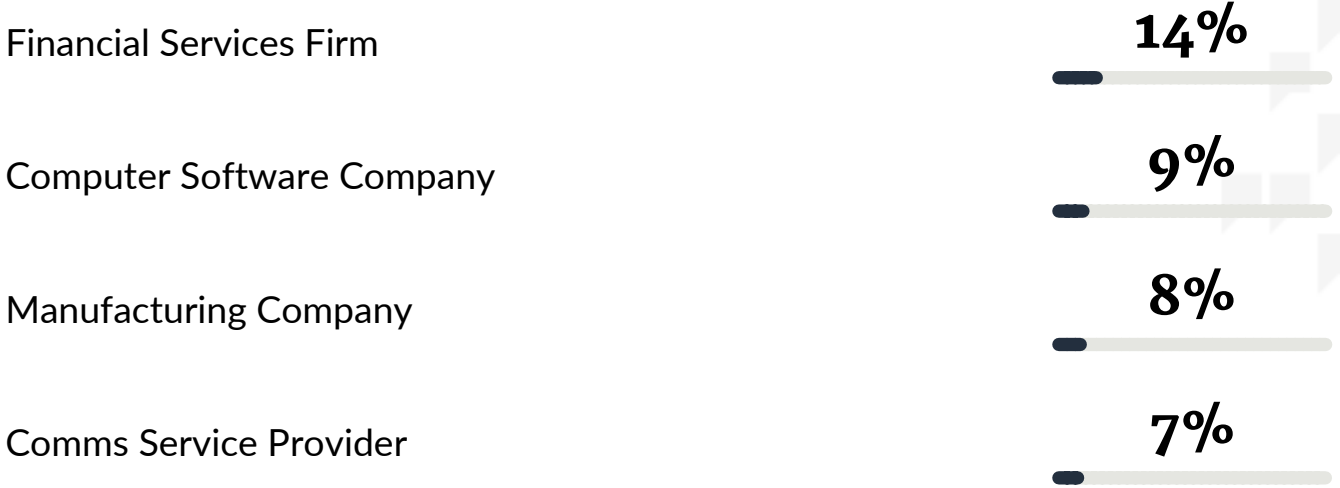 Financial Services Firm 14%
Computer Software Company 9%
Manufacturing Company 8%
Comms Service Provider 7%